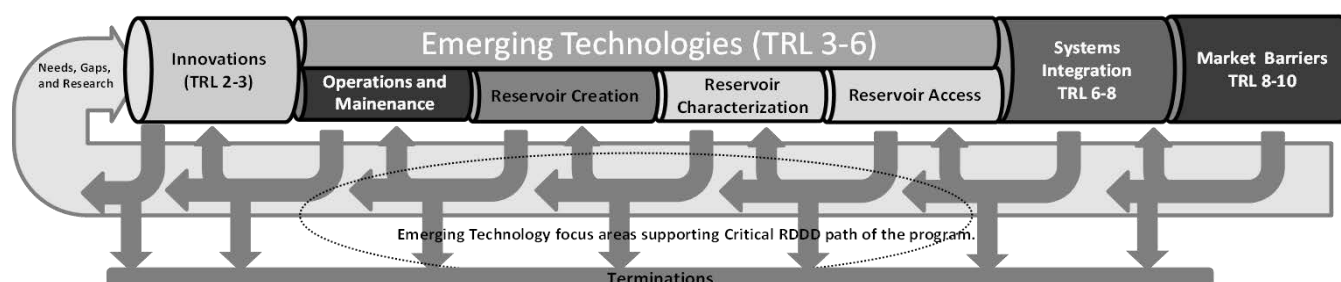 Needs, Gaps,
and Research
Innovations
(TRL 2-3)
Emerging Technologies (TRL 3-6)
Operations and
Mainenance
Reservoir Creation
Reservoir
Characterization
Reservoir Access
Systems
Integration
TRL 6-8
Market Barriers
TRL 8-10
Emerging Technology focus areas supporting Critical RDDD path of the program.
Terminations